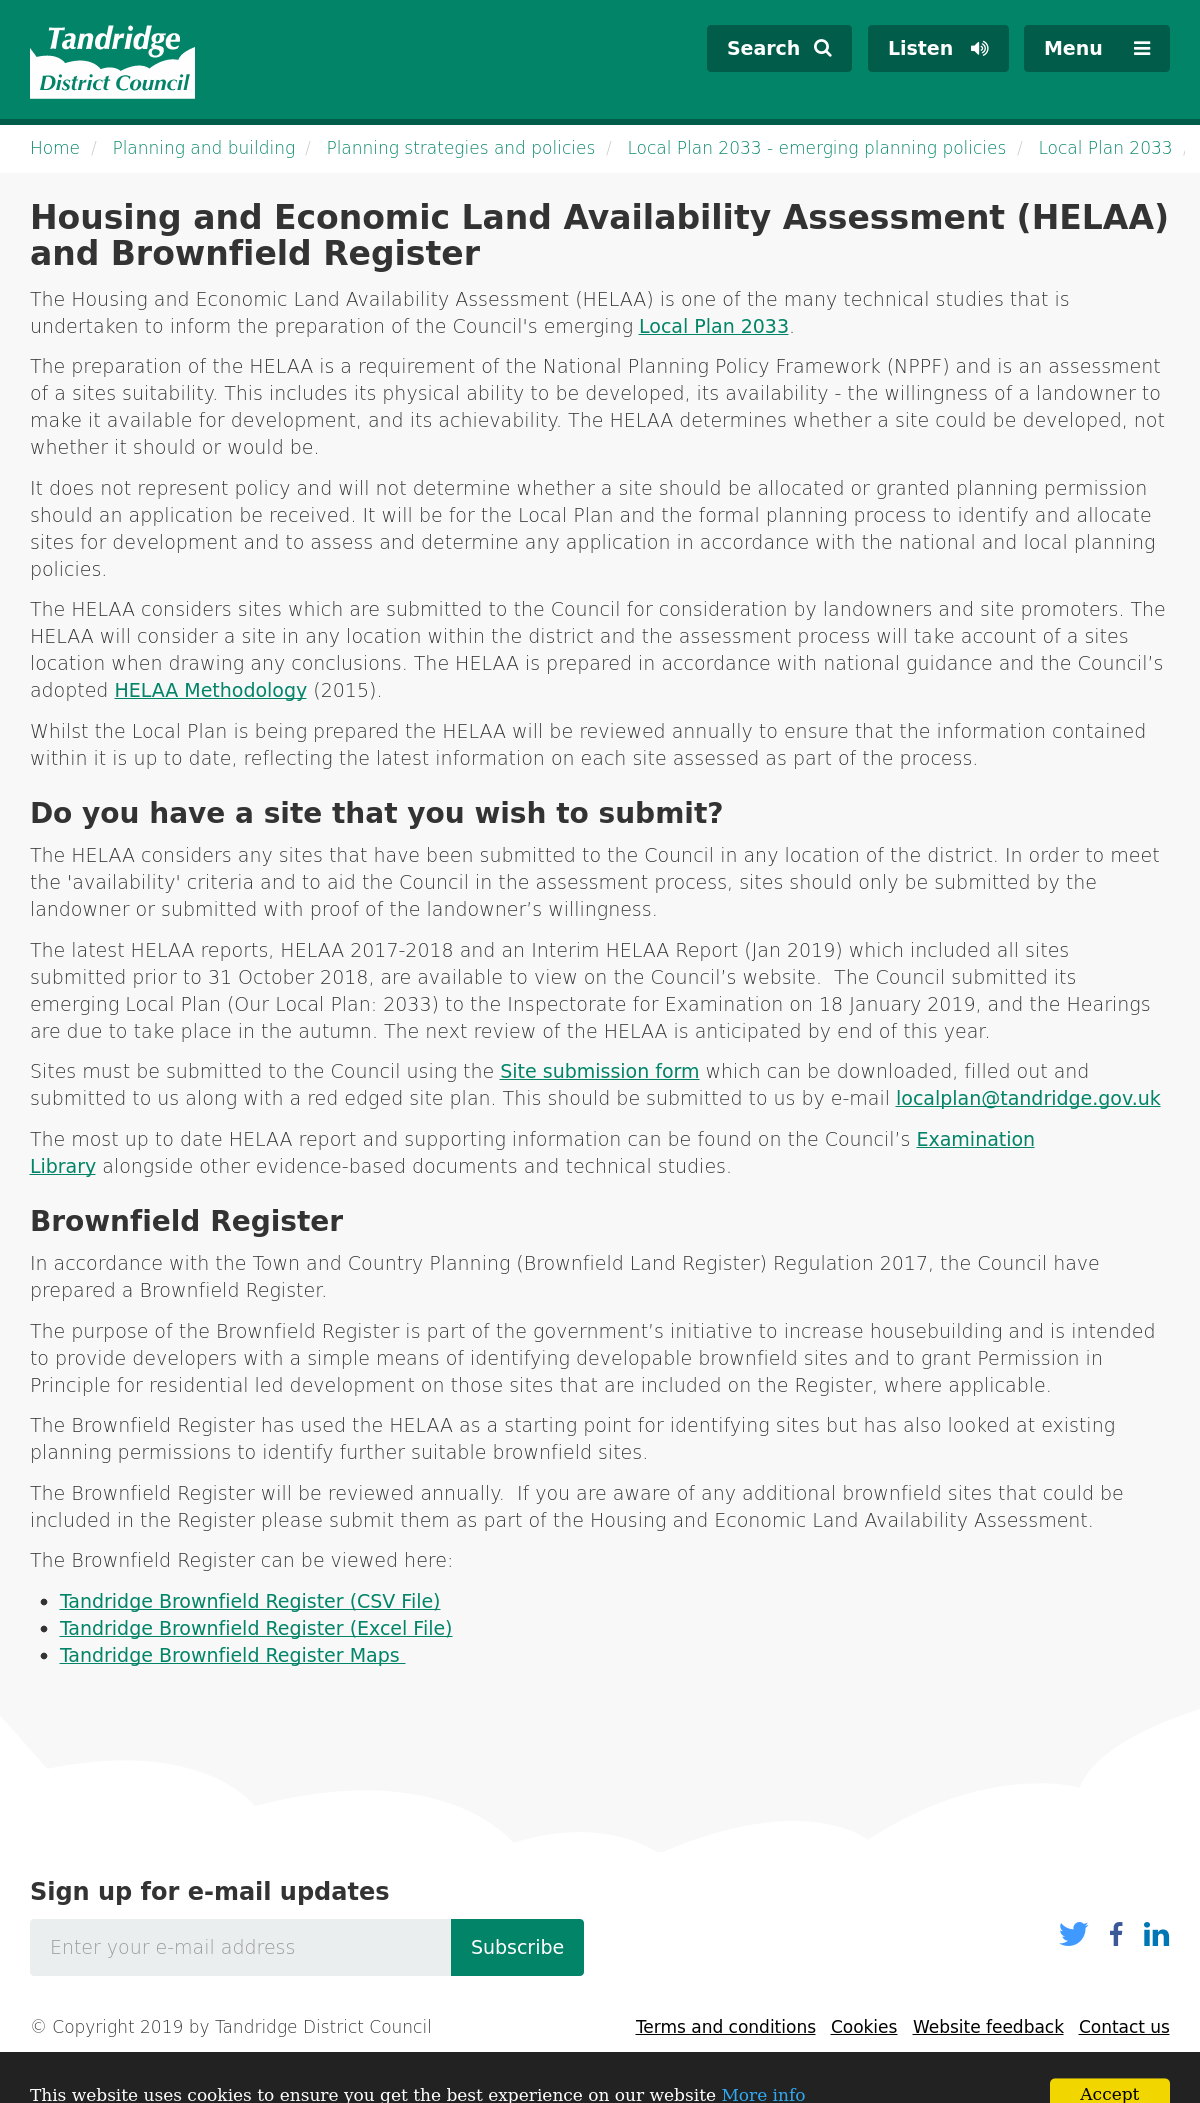 Tandridge
District Council
Search
Listen
Menu
Home / Planning and building / Planning strategies and policies / Local Plan 2033 - emerging planning policies / Local Plan 2033 /
Housing and Economic Land Availability Assessment (HELAA)
and Brownfield Register
The Housing and Economic Land Availability Assessment (HELAA) is one of the many technical studies that is
undertaken to inform the preparation of the Council's emerging Local Plan 2033.
The preparation of the HELAA is a requirement of the National Planning Policy Framework (NPPF) and is an assessment
of a sites suitability. This includes its physical ability to be developed, its availability - the willingness of a landowner to
make it available for development, and its achievability. The HELAA determines whether a site could be developed, not
whether it should or would be.
It does not represent policy and will not determine whether a site should be allocated or granted planning permission
should an application be received. It will be for the Local Plan and the formal planning process to identify and allocate
sites for development and to assess and determine any application in accordance with the national and local planning
policies.
The HELAA considers sites which are submitted to the Council for consideration by landowners and site promoters. The
HELAA will consider a site in any location within the district and the assessment process will take account of a sites
location when drawing any conclusions. The HELAA is prepared in accordance with national guidance and the Council’s
adopted HELAA Methodology (2015).
Whilst the Local Plan is being prepared the HELAA will be reviewed annually to ensure that the information contained
within it is up to date, reflecting the latest information on each site assessed as part of the process.
Do you have a site that you wish to submit?
The HELAA considers any sites that have been submitted to the Council in any location of the district. In order to meet
the 'availability' criteria and to aid the Council in the assessment process, sites should only be submitted by the
landowner or submitted with proof of the landowner’s willingness.
The latest HELAA reports, HELAA 2017-2018 and an Interim HELAA Report (Jan 2019) which included all sites
submitted prior to 31 October 2018, are available to view on the Council’s website.  The Council submitted its
emerging Local Plan (Our Local Plan: 2033) to the Inspectorate for Examination on 18 January 2019, and the Hearings
are due to take place in the autumn. The next review of the HELAA is anticipated by end of this year.
Sites must be submitted to the Council using the Site submission form which can be downloaded, filled out and
submitted to us along with a red edged site plan. This should be submitted to us by e-mail localplan@tandridge.gov.uk
The most up to date HELAA report and supporting information can be found on the Council’s Examination
Library alongside other evidence-based documents and technical studies.
Brownfield Register
In accordance with the Town and Country Planning (Brownfield Land Register) Regulation 2017, the Council have
prepared a Brownfield Register.
The purpose of the Brownfield Register is part of the government’s initiative to increase housebuilding and is intended
to provide developers with a simple means of identifying developable brownfield sites and to grant Permission in
Principle for residential led development on those sites that are included on the Register, where applicable.
The Brownfield Register has used the HELAA as a starting point for identifying sites but has also looked at existing
planning permissions to identify further suitable brownfield sites.
The Brownfield Register will be reviewed annually.  If you are aware of any additional brownfield sites that could be
included in the Register please submit them as part of the Housing and Economic Land Availability Assessment.
The Brownfield Register can be viewed here:
• Tandridge Brownfield Register (CSV File)
• Tandridge Brownfield Register (Excel File)
• Tandridge Brownfield Register Maps
Sign up for e-mail updates
Enter your e-mail address
Subscribe
© Copyright 2019 by Tandridge District Council
Terms and conditions Cookies Website feedback Contact us
This website uses cookies to ensure you get the best experience on our website More info
Accept